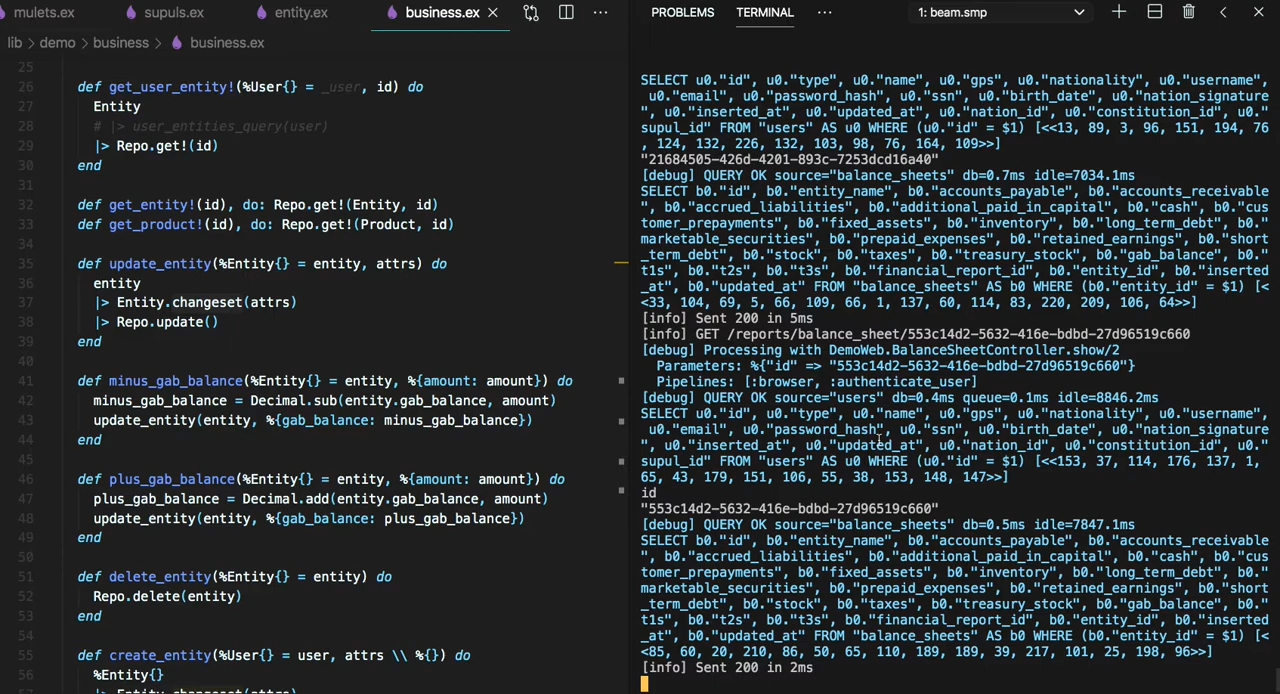 mulets.ex supuls.ex entity.ex business.ex
lib > demo > business > business.ex
25
26 def get_user_entity!(%User{} = _user, id) do
27 Entity
28 # |> user_entities_query(user)
29 |> Repo.get!(id)
30 end
31
32 def get_entity!(id), do: Repo.get!(Entity, id)
33 def get_product!(id), do: Repo.get!(Product, id)
34
35 def update_entity(%Entity{} = entity, attrs) do
36 entity
37 |> Entity.changeset(attrs)
38 |> Repo.update()
39 end
40
41 def minus_gab_balance(%Entity{} = entity, %{amount: amount}) do
42 minus_gab_balance = Decimal.sub(entity.gab_balance, amount)
43 update_entity(entity, %{gab_balance: minus_gab_balance})
44 end
45
46 def plus_gab_balance(%Entity{} = entity, %{amount: amount}) do
47 plus_gab_balance = Decimal.add(entity.gab_balance, amount)
48 update_entity(entity, %{gab_balance: plus_gab_balance})
49 end
50
51 def delete_entity(%Entity{} = entity) do
52 Repo.delete(entity)
53 end
54
55 def create_entity(%User{} = user, attrs \\ %{}) do
56 %Entity{}
57 |> Entity.changeset(attrs)
PROBLEMS TERMINAL ... 1: beam.smp
SELECT u0."id", u0."type", u0."name", u0."gps", u0."nationality", u0."username",
u0."email", u0."password_hash", u0."ssn", u0."birth_date", u0."nation_signature
", u0."inserted_at", u0."updated_at", u0."nation_id", u0."constitution_id", u0."
supul_id" FROM "users" AS u0 WHERE (u0."id" = $1) [<<13, 89, 3, 96, 151, 194, 76
, 124, 132, 226, 132, 103, 98, 76, 164, 109>>]
"21684505-426d-4201-893c-7253dcd16a40"
[debug] QUERY OK source="balance_sheets" db=0.7ms idle=7034.1ms
SELECT b0."id", b0."entity_name", b0."accounts_payable", b0."accounts_receivable
", b0."accrued_liabilities", b0."additional_paid_in_capital", b0."cash", b0."cus
tomer_prepayments", b0."fixed_assets", b0."inventory", b0."long_term_debt", b0."
marketable_securities", b0."prepaid_expenses", b0."retained_earnings", b0."short
_term_debt", b0."stock", b0."taxes", b0."treasury_stock", b0."gab_balance", b0."
t1s", b0."t2s", b0."t3s", b0."financial_report_id", b0."entity_id", b0."inserted
_at", b0."updated_at" FROM "balance_sheets" AS b0 WHERE (b0."entity_id" = $1) [<
<33, 104, 69, 5, 66, 109, 66, 1, 137, 60, 114, 83, 220, 209, 106, 64>>]
[info] Sent 200 in 5ms
[info] GET /reports/balance_sheet/553c14d2-5632-416e-bdbd-27d96519c660
[debug] Processing with DemoWeb.BalanceSheetController.show/2
Parameters: %{"id" => "553c14d2-5632-416e-bdbd-27d96519c660"}
Pipelines: [:browser, :authenticate_user]
[debug] QUERY OK source="users" db=0.4ms queue=0.1ms idle=8846.2ms
SELECT u0."id", u0."type", u0."name", u0."gps", u0."nationality", u0."username",
u0."email", u0."password_hash", u0."ssn", u0."birth_date", u0."nation_signature
", u0."inserted_at", u0."updated_at", u0."nation_id", u0."constitution_id", u0."
supul_id" FROM "users" AS u0 WHERE (u0."id" = $1) [<<153, 37, 114, 176, 137, 1,
65, 43, 179, 151, 106, 55, 38, 153, 148, 147>>]
id
"553c14d2-5632-416e-bdbd-27d96519c660"
[debug] QUERY OK source="balance_sheets" db=0.5ms idle=7847.1ms
SELECT b0."id", b0."entity_name", b0."accounts_payable", b0."accounts_receivable
", b0."accrued_liabilities", b0."additional_paid_in_capital", b0."cash", b0."cus
tomer_prepayments", b0."fixed_assets", b0."inventory", b0."long_term_debt", b0."
marketable_securities", b0."prepaid_expenses", b0."retained_earnings", b0."short
_term_debt", b0."stock", b0."taxes", b0."treasury_stock", b0."gab_balance", b0."
t1s", b0."t2s", b0."t3s", b0."financial_report_id", b0."entity_id", b0."inserted
_at", b0."updated_at" FROM "balance_sheets" AS b0 WHERE (b0."entity_id" = $1) [<
<85, 60, 20, 210, 86, 50, 65, 110, 189, 189, 39, 217, 101, 25, 198, 96>>]
[info] Sent 200 in 2ms